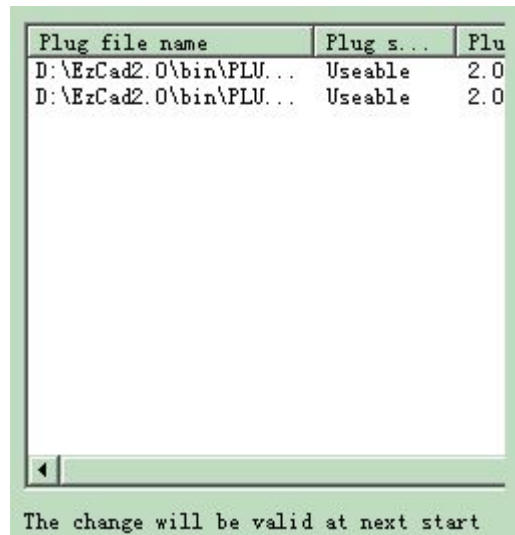 Plug file name Plug s... Plu
D:\EzCad2.0\bin\PLU... Useable 2.0
D:\EzCad2.0\bin\PLU... Useable 2.0
The change will be valid at next start